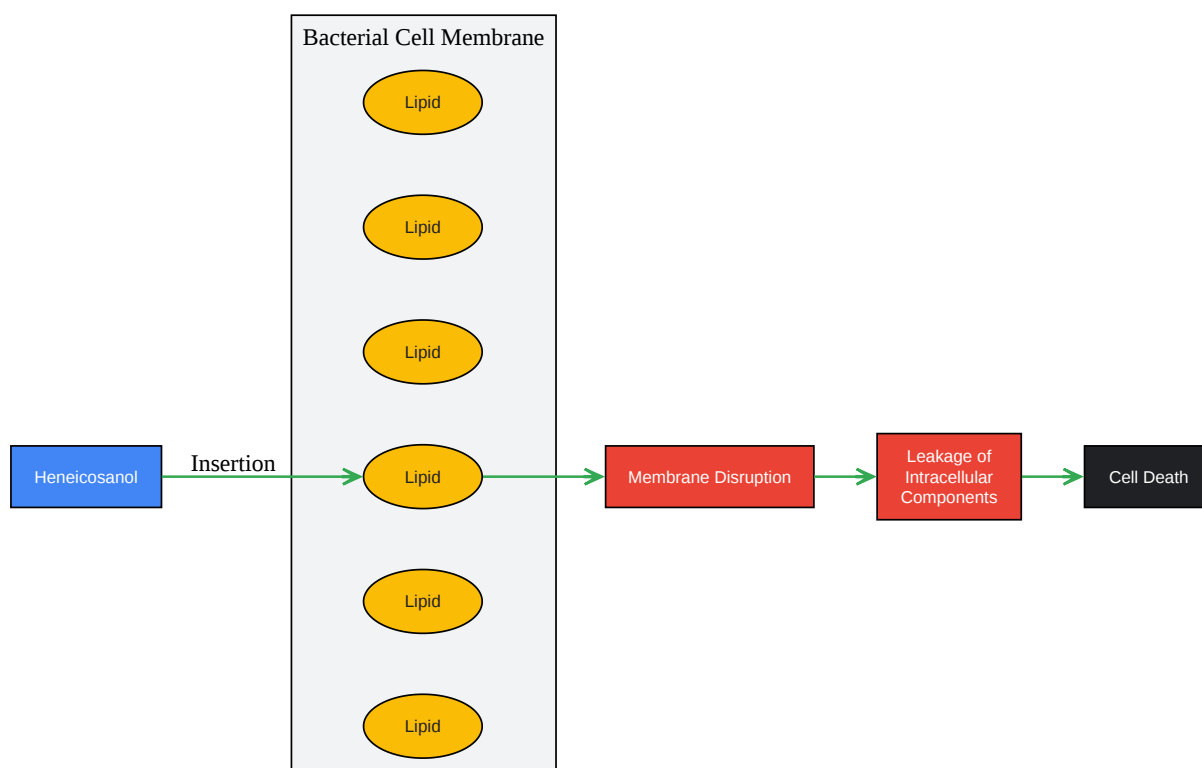 Bacterial Cell Membrane
Lipid
Lipid
Lipid
Heneicosanol
Insertion
Lipid
Membrane Disruption
Leakage of
Intracellular
Components
Cell Death
Lipid
Lipid